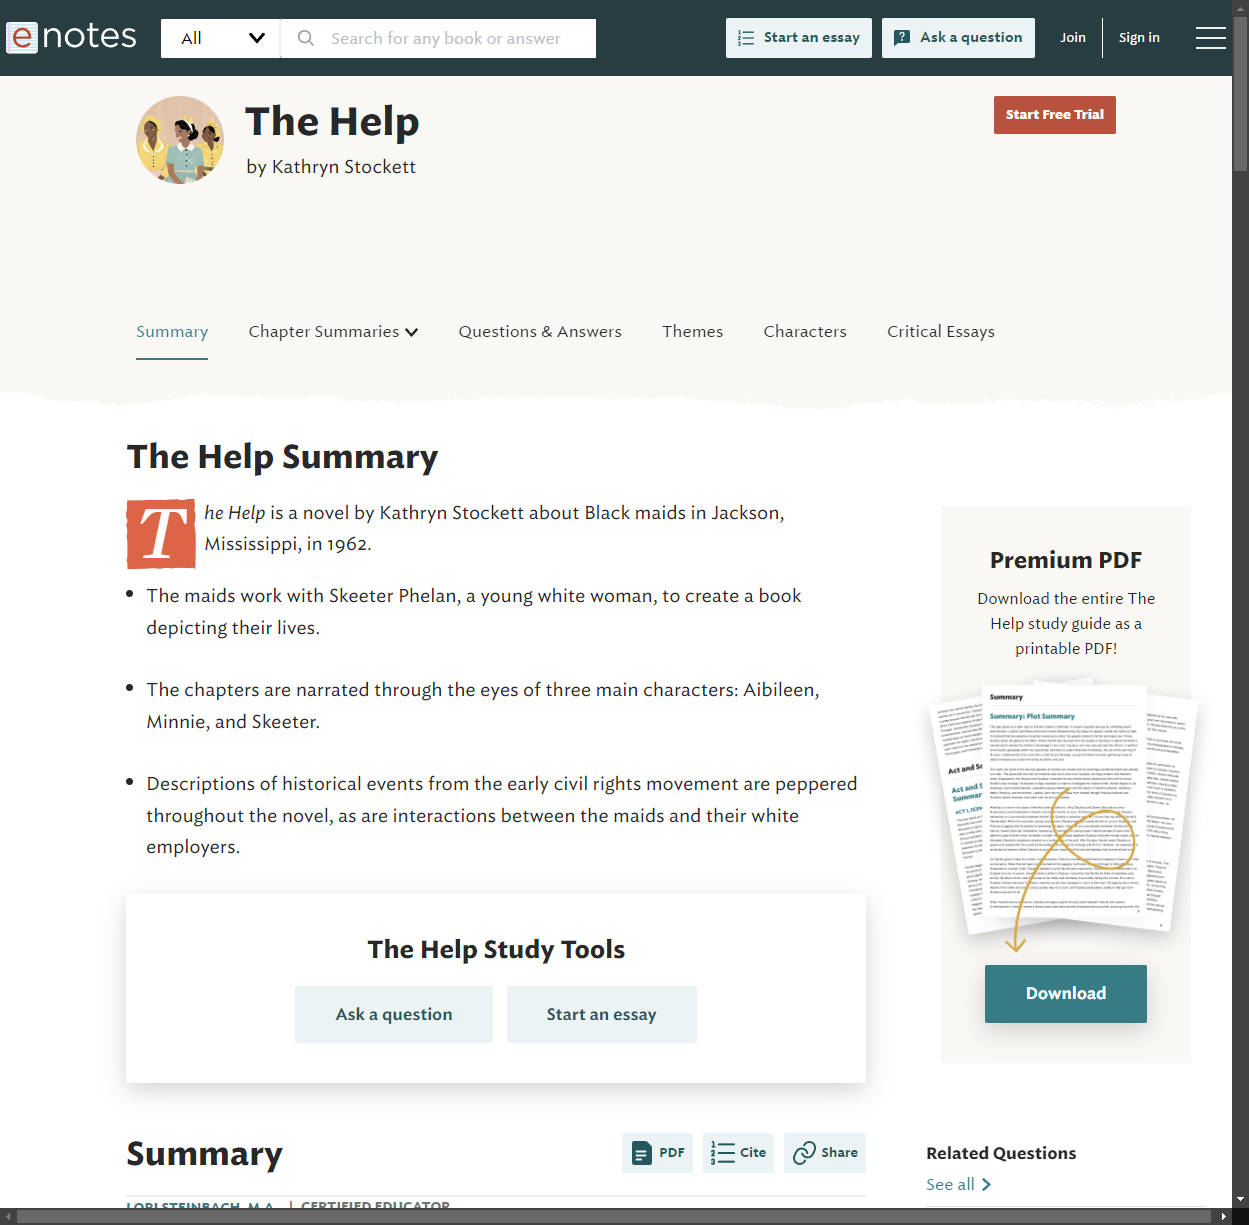 enotes
All
Search for any book or answer
Start an essay
Ask a question
Join
Sign in
The Help
by Kathryn Stockett
Start Free Trial
Summary
Chapter Summaries
Questions & Answers
Themes
Characters
Critical Essays
The Help Summary
The Help is a novel by Kathryn Stockett about Black maids in Jackson,
Mississippi, in 1962.
• The maids work with Skeeter Phelan, a young white woman, to create a book
depicting their lives.
• The chapters are narrated through the eyes of three main characters: Aibileen,
Minnie, and Skeeter.
• Descriptions of historical events from the early civil rights movement are peppered
throughout the novel, as are interactions between the maids and their white
employers.
The Help Study Tools
Ask a question
Start an essay
Premium PDF
Download the entire The
Help study guide as a
printable PDF!
Summary
Summary: Plot Summary
Download
Summary
PDF
Cite
Share
LORI STEINBACH, M.A. | CERTIFIED EDUCATOR
Related Questions
See all